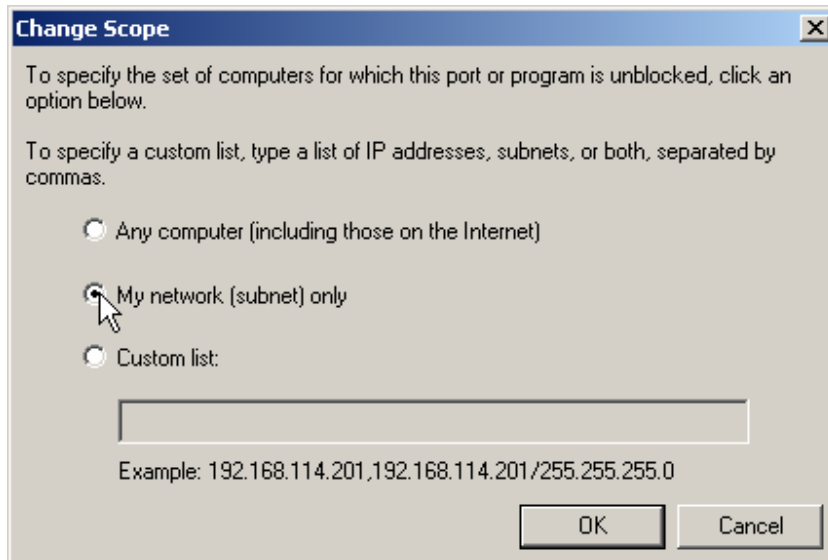 Change Scope
To specify the set of computers for which this port or program is unblocked, click an
option below.
To specify a custom list, type a list of IP addresses, subnets, or both, separated by
commas.
Any computer (including those on the Internet)
My network (subnet) only
Custom list:
Example: 192.168.114.201,192.168.114.201/255.255.255.0
OK Cancel